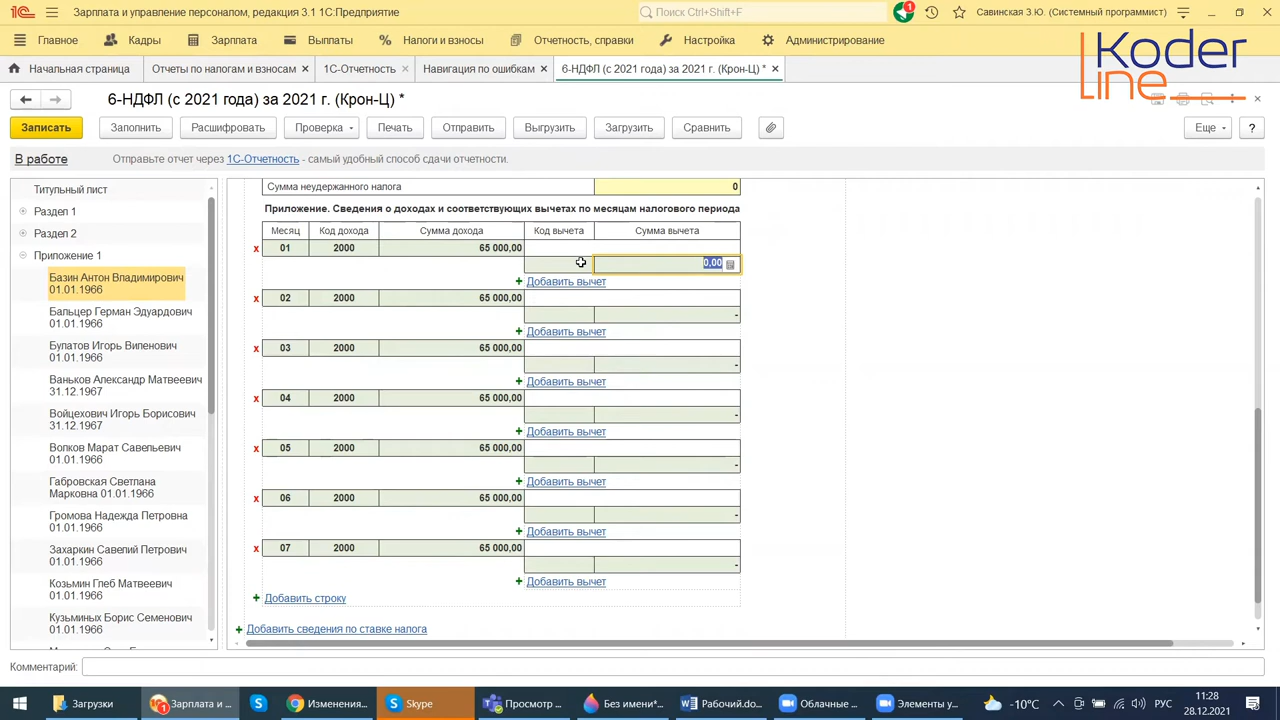 Зарплата и управление персоналом, редакция 3.1 1С:Предприятие
Поиск Ctrl+Shift+F
1
Савинская З.Ю. (Системный программист)
Главное
Кадры
Зарплата
Выплаты
Налоги и взносы
Отчетность, справки
Настройка
Администрирование
Koder line
Начальная страница
Отчеты по налогам и взносам ×
1С-Отчетность ×
Навигация по ошибкам ×
6-НДФЛ (с 2021 года) за 2021 г. (Крон-Ц) * ×
6-НДФЛ (с 2021 года) за 2021 г. (Крон-Ц) *
Записать
Заполнить
Расшифровать
Проверка
Печать
Отправить
Выгрузить
Загрузить
Сравнить
Еще
?
В работе
Отправьте отчет через 1С-Отчетность - самый удобный способ сдачи отчетности.
Титульный лист
Раздел 1
Раздел 2
Приложение 1
Базин Антон Владимирович
01.01.1966
Бальцер Герман Эдуардович
01.01.1966
Булатов Игорь Виленович
01.01.1966
Ваньков Александр Матвеевич
31.12.1967
Войцехович Игорь Борисович
31.12.1967
Волков Марат Савельевич
01.01.1966
Габровская Светлана
Марковна 01.01.1966
Громова Надежда Петровна
01.01.1966
Захаркин Савелий Петрович
01.01.1966
Козьмин Глеб Матвеевич
01.01.1966
Кузьминых Борис Семенович
01.01.1966
Сумма неудержанного налога 0
Приложение. Сведения о доходах и соответствующих вычетах по месяцам налогового периода
Месяц Код дохода Сумма дохода Код вычета Сумма вычета
x 01 2000 65 000,00
0,00
+ Добавить вычет
x 02 2000 65 000,00
-
+ Добавить вычет
x 03 2000 65 000,00
-
+ Добавить вычет
x 04 2000 65 000,00
-
+ Добавить вычет
x 05 2000 65 000,00
-
+ Добавить вычет
x 06 2000 65 000,00
-
+ Добавить вычет
x 07 2000 65 000,00
-
+ Добавить вычет
+ Добавить строку
+ Добавить сведения по ставке налога
Комментарий:
Загрузки
Зарплата и ...
Изменения...
Skype
Просмотр ...
Без имени*...
Рабочий.do...
Облачные ...
Элементы у...
-10°C
РУС
11:28
28.12.2021